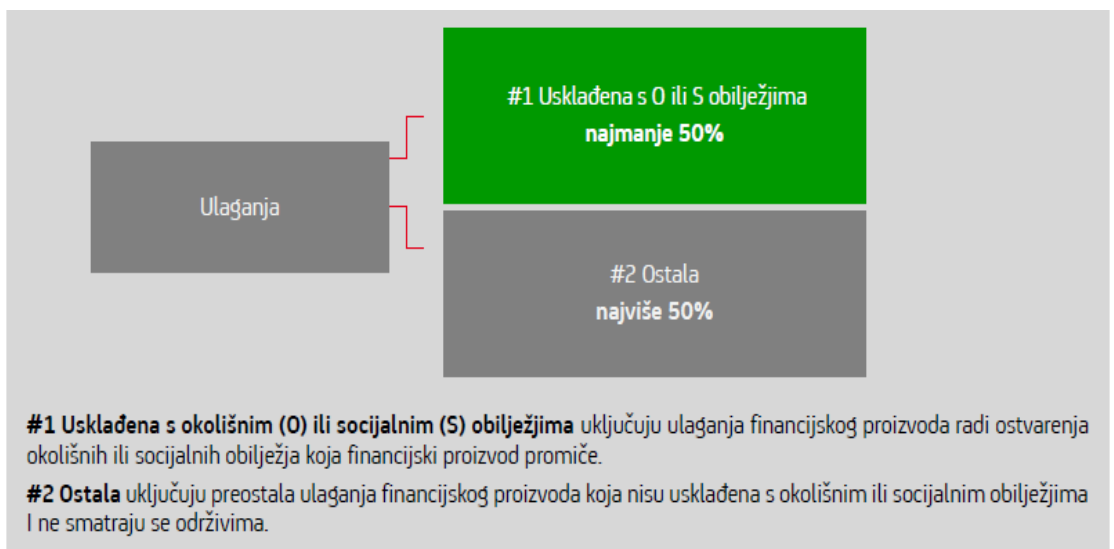 #1 Usklađena s O ili S obilježjima
najmanje 50%
Ulaganja
#2 Ostala
najviše 50%
#1 Usklađena s okolišnim (O) ili socijalnim (S) obilježjima uključuju ulaganja financijskog proizvoda radi ostvarenja
okolišnih ili socijalnih obilježja koja financijski proizvod promiče.
#2 Ostala uključuju preostala ulaganja financijskog proizvoda koja nisu usklađena s okolišnim ili socijalnim obilježjima
I ne smatraju se održivima.